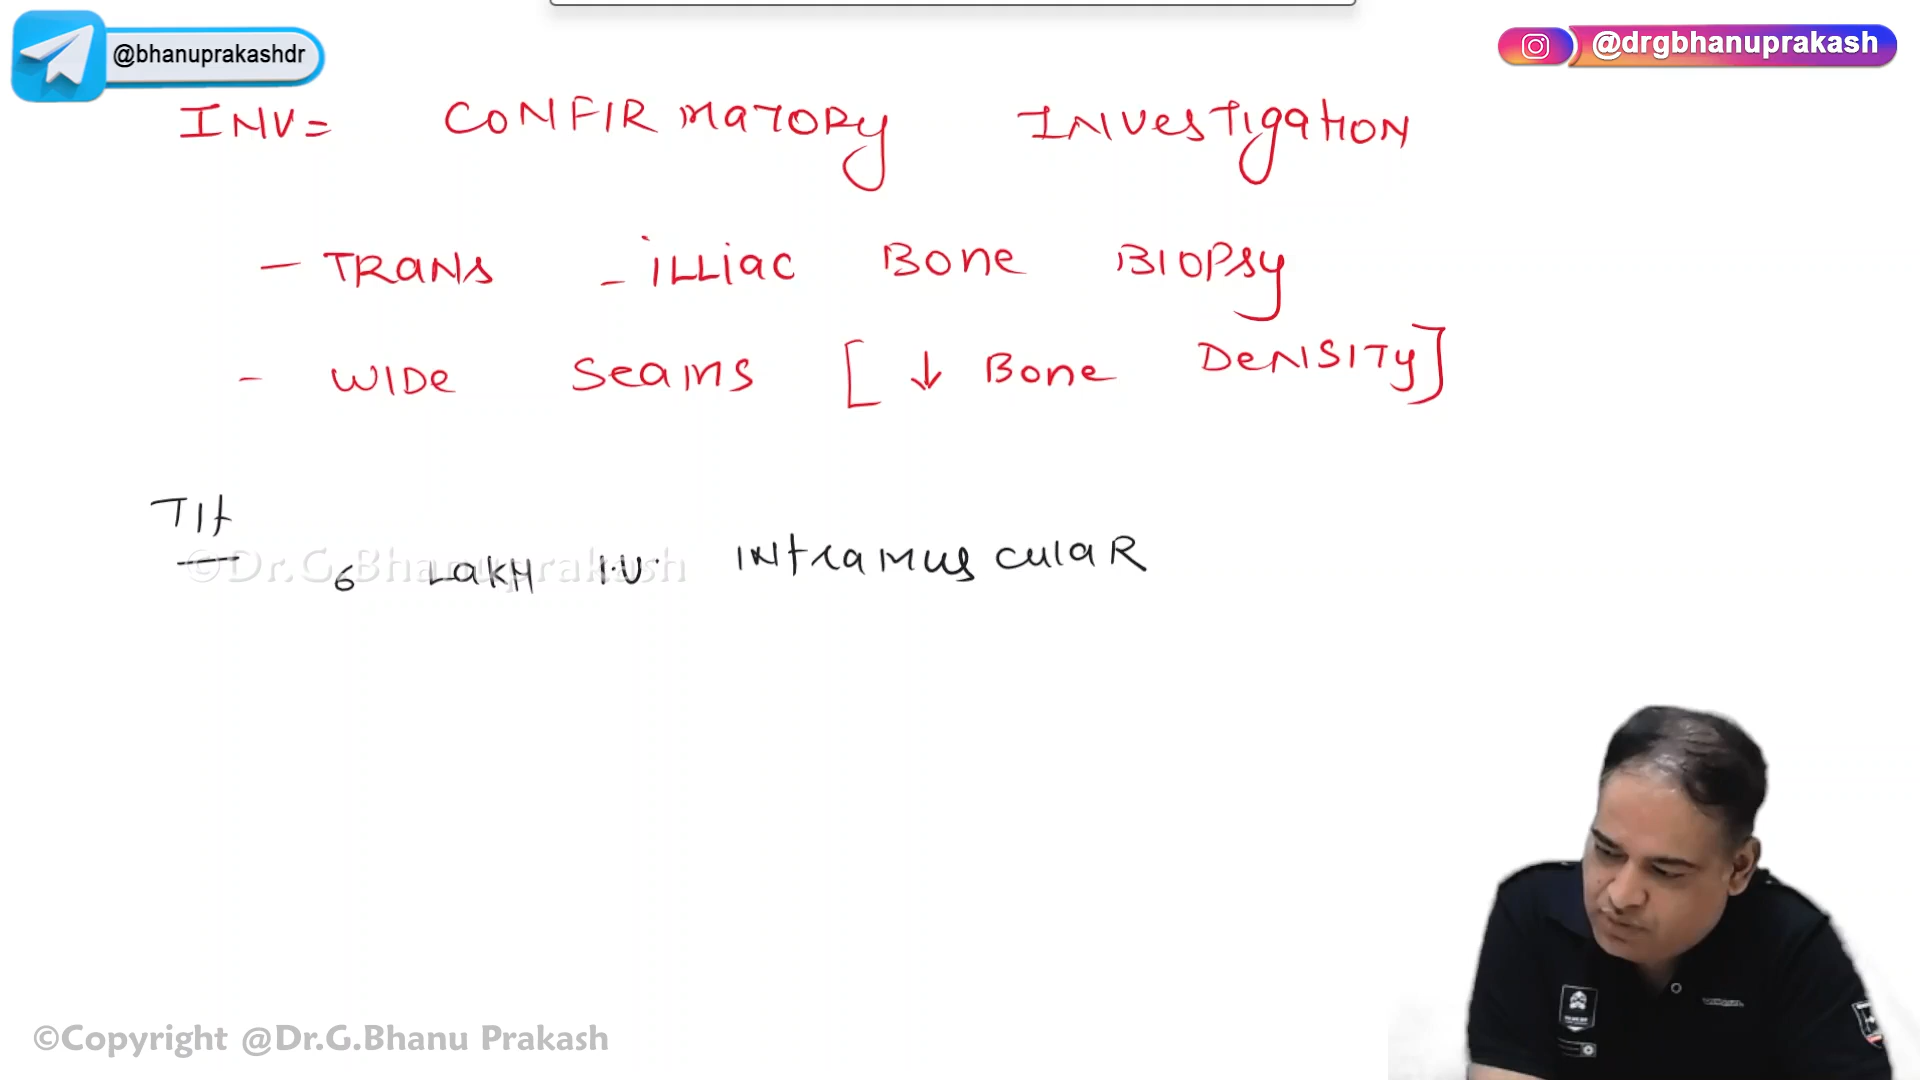 @bhanuprakashdr
@drgbhanuprakash
INV= CONFIRMATORY INVESTIGATION
- TRANS - iLLiac Bone BIOPSY
- WIDe Seams [ ↓ Bone DeNSITy]
©Dr.G.Bhanu Prakash
6 LakH I.U. INtramusculaR
©Copyright @Dr.G.Bhanu Prakash